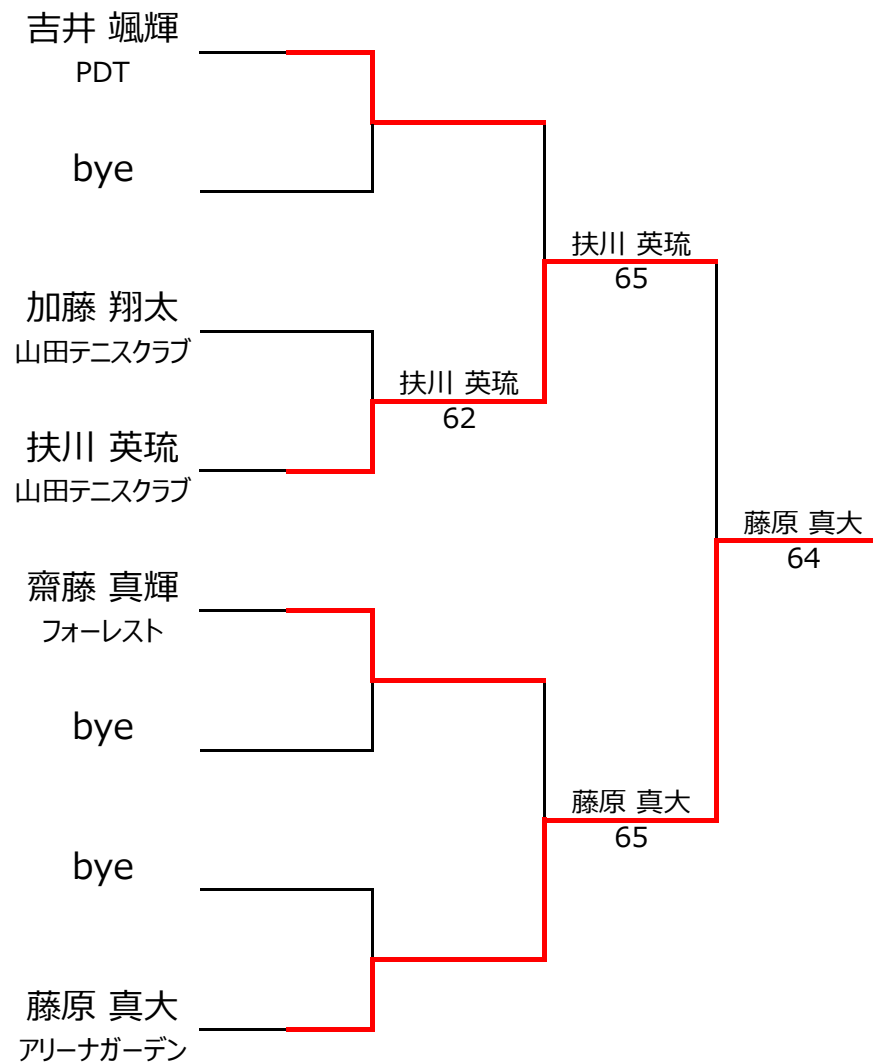 吉井 颯輝
PDT
bye
加藤 翔太
山田テニスクラブ
扶川 英琉
山田テニスクラブ
齋藤 真輝
フォーレスト
bye
bye
藤原 真大
アリーナガーデン
扶川 英琉
62
扶川 英琉
65
藤原 真大
65
藤原 真大
64